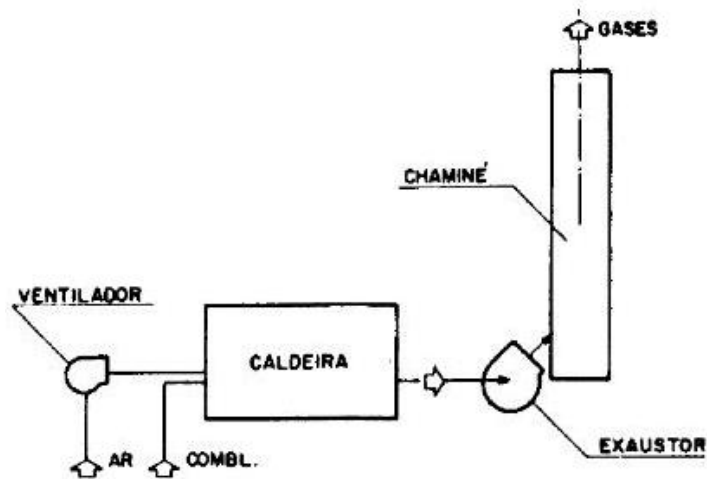 GASES
CHAMINÉ
VENTILADOR
CALDEIRA
AR
COMBL.
EXAUSTOR